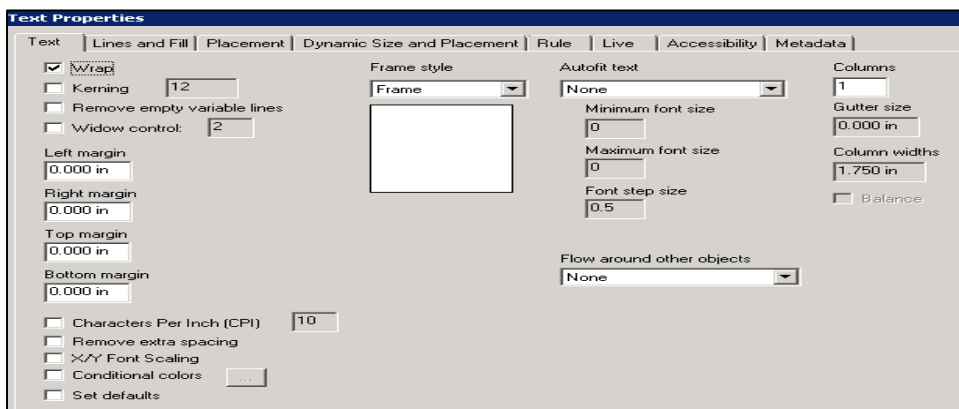 Text Properties
Text
Lines and Fill
Placement
Dynamic Size and Placement
Rule
Live
Accessibility
Metadata
Wrap
Kerning 12
Remove empty variable lines
Widow control: 2
Left margin
0.000 in
Right margin
0.000 in
Top margin
0.000 in
Bottom margin
0.000 in
Characters Per Inch (CPI) 10
Remove extra spacing
X/Y Font Scaling
Conditional colors ...
Set defaults
Frame style
Frame
Autofit text
None
Minimum font size
0
Maximum font size
0
Font step size
0.5
Flow around other objects
None
Columns
1
Gutter size
0.000 in
Column widths
1.750 in
Balance